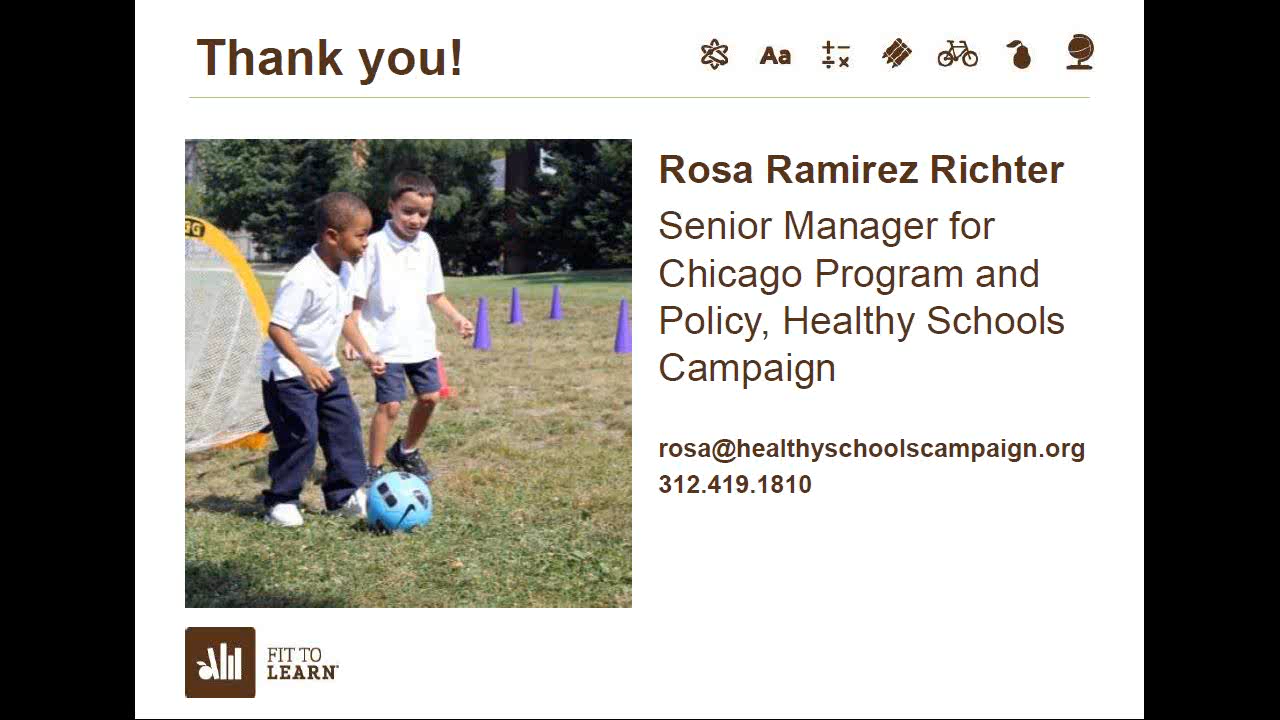 Thank you!
Aa
Rosa Ramirez Richter
Senior Manager for
Chicago Program and
Policy, Healthy Schools
Campaign
rosa@healthyschoolscampaign.org
312.419.1810
FIT TO
LEARN